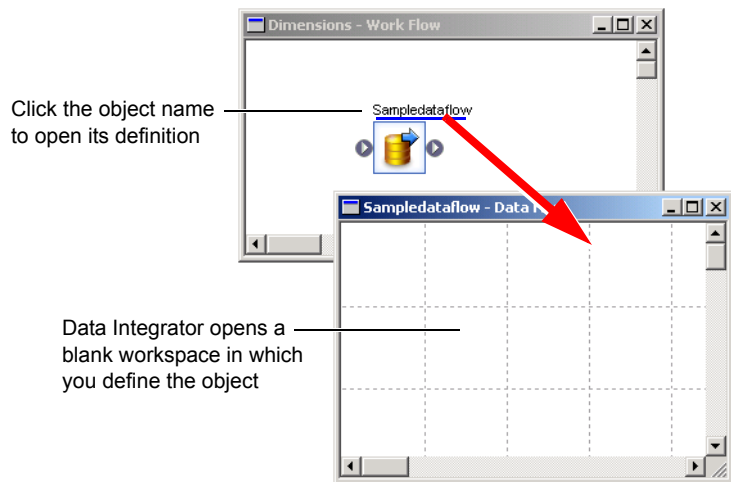 Dimensions - Work Flow
Click the object name
to open its definition
Sampledataflow
Sampledataflow - Data
Data Integrator opens a
blank workspace in which
you define the object